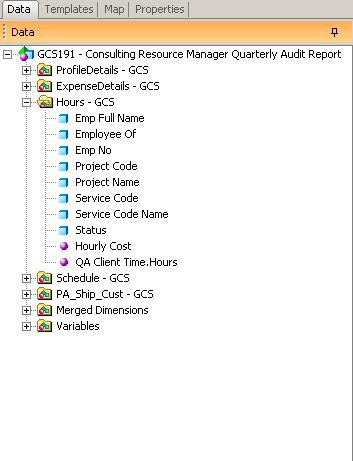 Data Templates Map Properties
Data
GCS191 - Consulting Resource Manager Quarterly Audit Report
ProfileDetails - GCS
ExpenseDetails - GCS
Hours - GCS
Emp Full Name
Employee Of
Emp No
Project Code
Project Name
Service Code
Service Code Name
Status
Hourly Cost
QA Client Time.Hours
Schedule - GCS
PA_Ship_Cust - GCS
Merged Dimensions
Variables